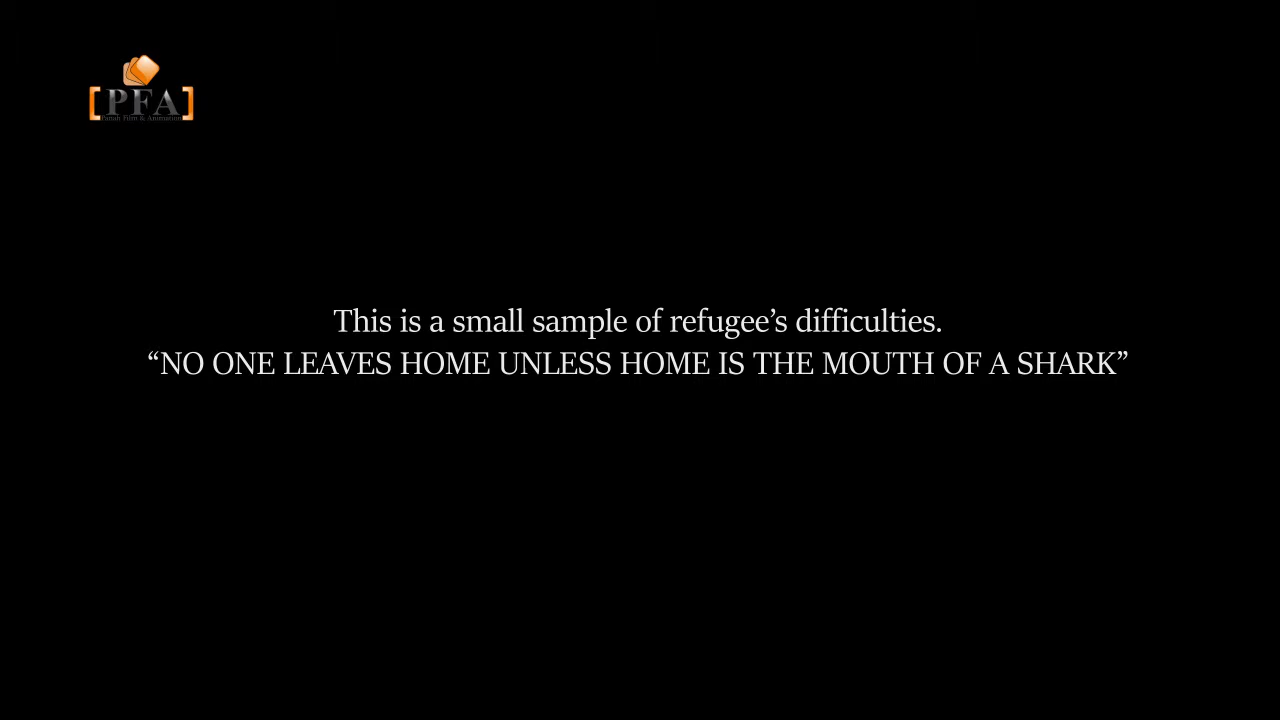 [PFA]
This is a small sample of refugee’s difficulties.
“NO ONE LEAVES HOME UNLESS HOME IS THE MOUTH OF A SHARK”